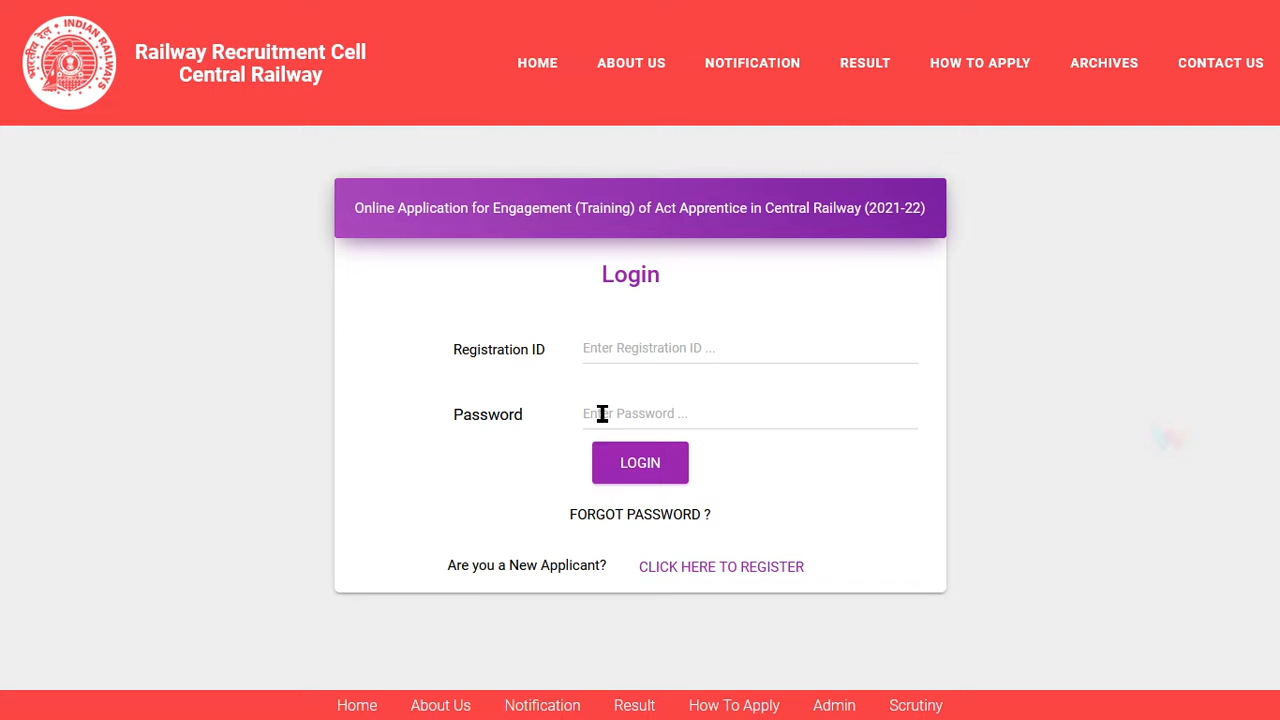 INDIAN RAILWAYS
भारतीय रेल
Railway Recruitment Cell
Central Railway
HOME ABOUT US NOTIFICATION RESULT HOW TO APPLY ARCHIVES CONTACT US
Online Application for Engagement (Training) of Act Apprentice in Central Railway (2021-22)
Login
Registration ID Enter Registration ID ...
Password Enter Password ...
LOGIN
FORGOT PASSWORD ?
Are you a New Applicant? CLICK HERE TO REGISTER
Home About Us Notification Result How To Apply Admin Scrutiny